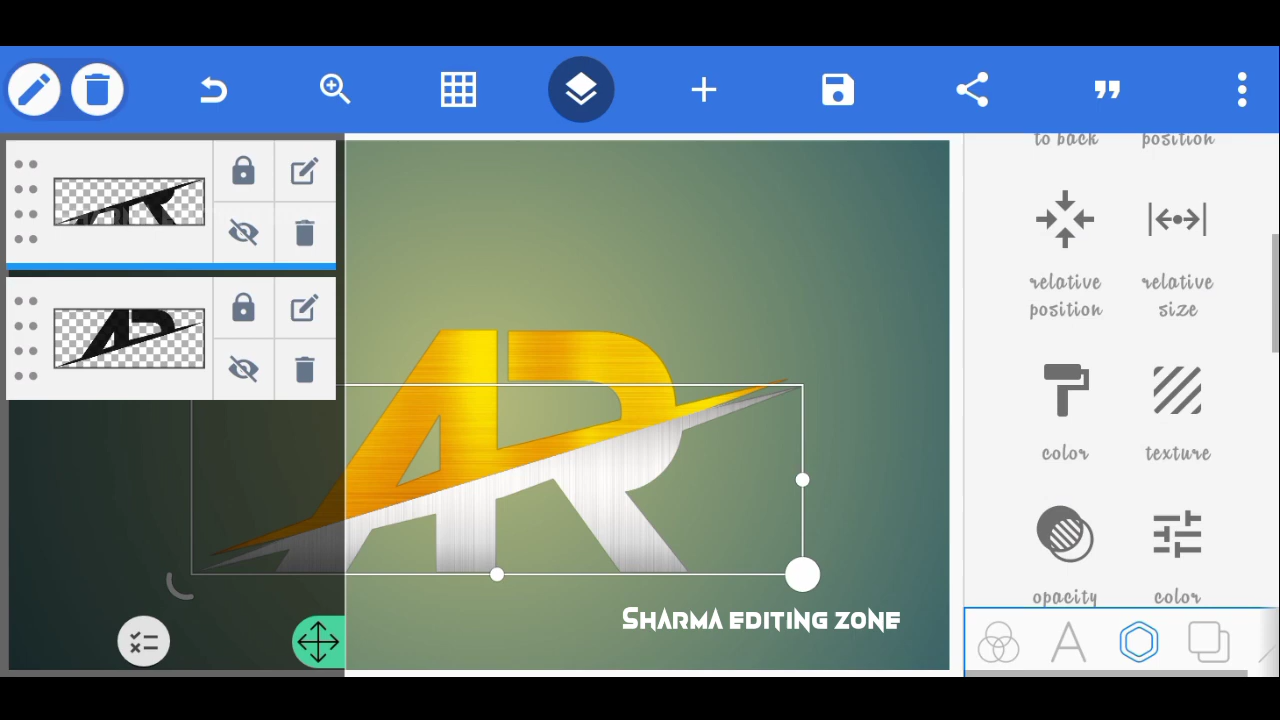 to back
position
relative position
relative size
color
texture
opacity
color
AR
SHARMA EDITING ZONE